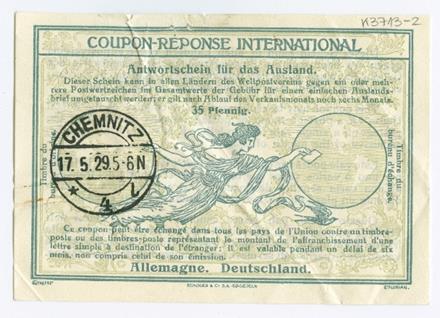 K3713-2
COUPON-RÉPONSE INTERNATIONAL
Antwortschein für das Ausland.
Dieser Schein kann in allen Ländern des Weltpostvereins gegen ein oder meh-
rere Postwertzeichen im Gesamtwerte der Gebühr für einen einfachen Auslands-
brief umgetauscht werden; er gilt nach Ablauf des Verkaufsmonats noch sechs Monate.
35 Pfennig.
CHEMNITZ
17.5.29.5-6N
* 4 l.
Timbre du
Timbre du
bureau d'échange.
Ce coupon peut être échangé dans tous les pays de l'Union contre un timbre-
poste ou des timbres-poste représentant le montant de l'affranchissement d'une
lettre simple à destination de l'étranger; il est valable pendant un délai de six
mois, non compris celui de son émission.
Allemagne. Deutschland.